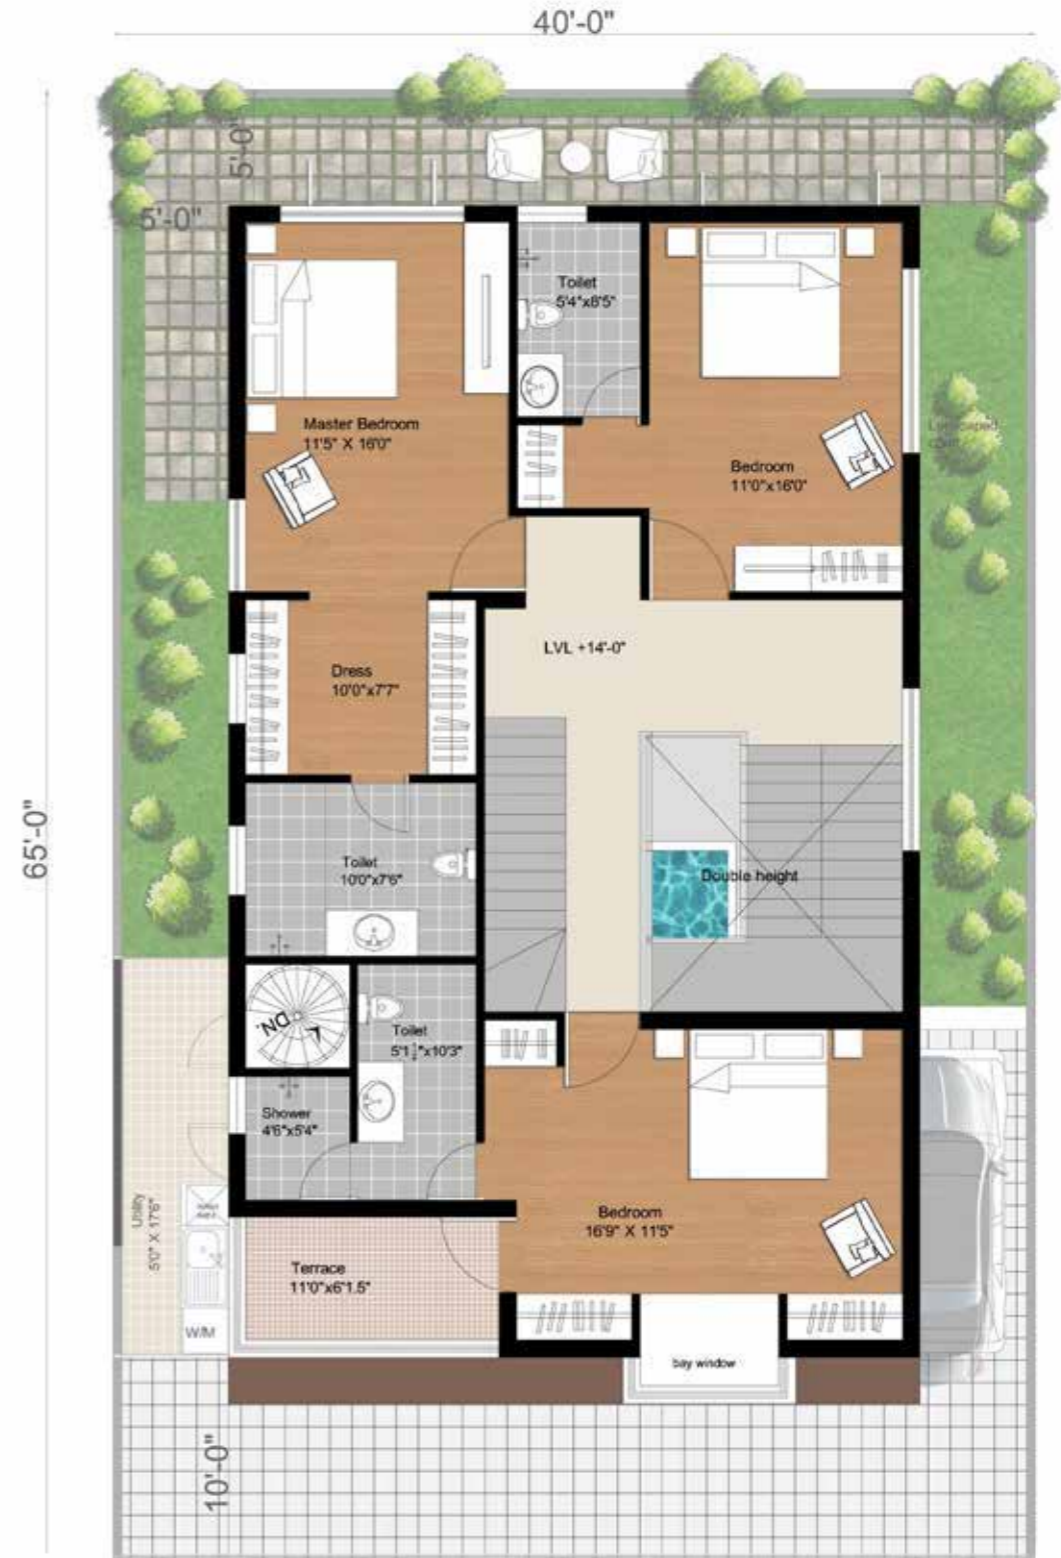 40'-0"
5'-0"
5'-0"
Toilet
5'4"x8'5"
Master Bedroom
11'5" X 16'0"
Bedroom
11'0"x16'0"
Landscaped
LVL +14'-0"
Dress
10'0"x7'7"
65'-0"
Toilet
10'0"x7'6"
Double height
DN.
Toilet
5'1½"x10'3"
Shower
4'6"x5'4"
Utility
5'0" X 17'6"
Bedroom
16'9" X 11'5"
Terrace
11'0"x6'1.5"
W/M
bay window
10'-0"